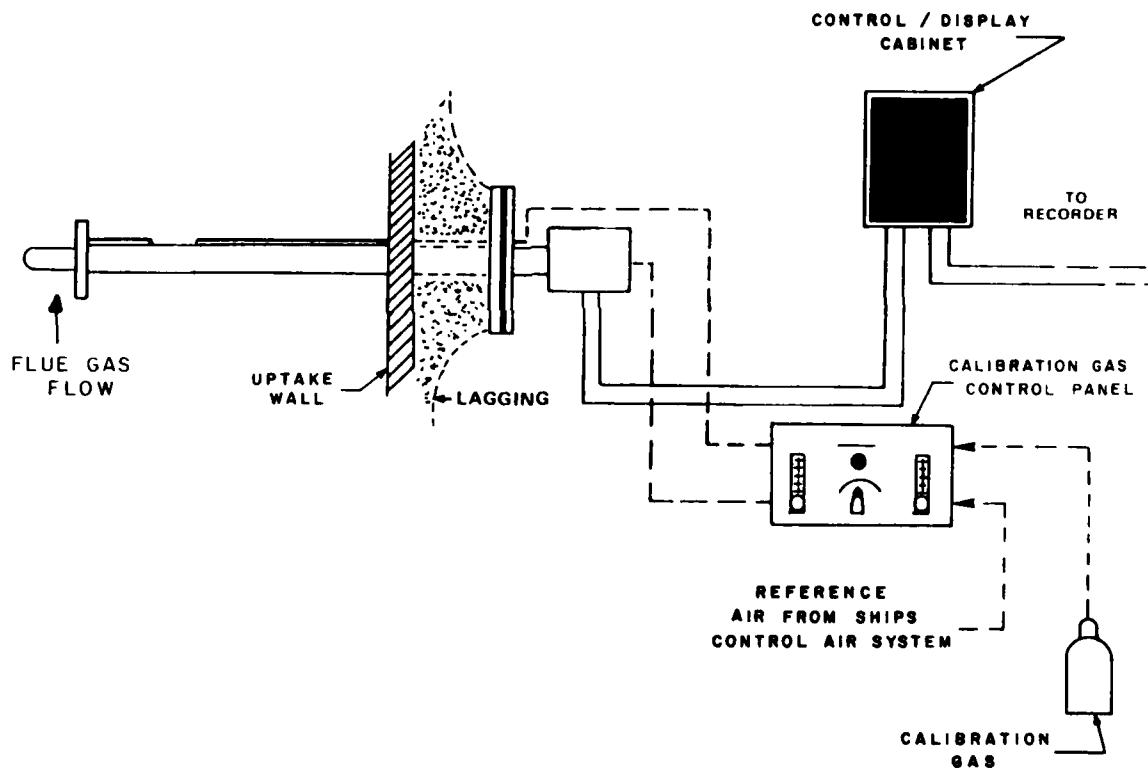 CONTROL / DISPLAY
CABINET
TO
RECORDER
FLUE GAS
FLOW
UPTAKE
WALL
LAGGING
CALIBRATION GAS
CONTROL PANEL
REFERENCE
AIR FROM SHIPS
CONTROL AIR SYSTEM
CALIBRATION
GAS